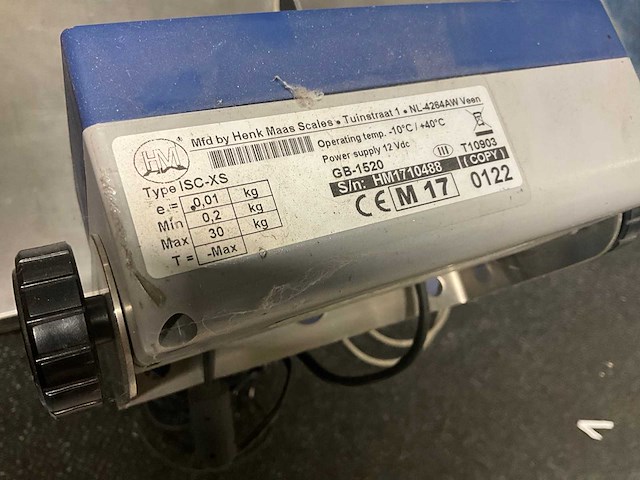 HM
Mfd by Henk Maas Scales • Tuinstraat 1 • NL-4264AW Veen
Operating temp. -10°C / +40°C
Power supply 12 Vdc
III
T10903
GB-1520
S/n: HM1710488 (COPY)
CE M 17 0122
Type ISC-XS
e = 0,01 kg
Min 0,2 kg
Max 30 kg
T = -Max